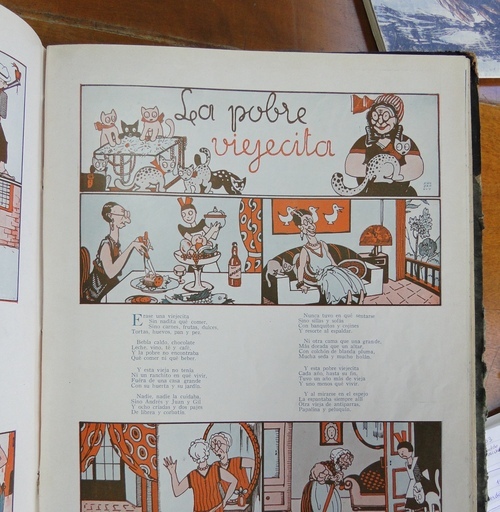 La pobre
viejecita
Erase una viejecita
Sin nadita que comer,
Sino carnes, frutas, dulces,
Tortas, huevos, pan y pez.
Bebía caldo, chocolate
Leche, vino, té y café,
Y la pobre no encontraba
Qué comer ni qué beber.
Y esta vieja no tenía
Ni un ranchito en qué vivir,
Fuera de una casa grande
Con su huerta y su jardín.
Nadie, nadie la cuidaba,
Sino Andrés y Juan y Gil
Y ocho criadas y dos pajes
De librea y corbatín.
Nunca tuvo en qué sentarse
Sino sillas y sofás
Con banquitos y cojines
Y resorte al espaldar.
Ni otra cama que una grande,
Más dorada que un altar,
Con colchón de blanda pluma,
Mucha seda y mucho holán.
Y esta pobre viejecita
Cada año, hasta su fin,
Tuvo un año más de vieja
Y uno menos que vivir.
Y al mirarse en el espejo
La espantaba siempre allí
Otra vieja de antiparras,
Papalina y peluquín.